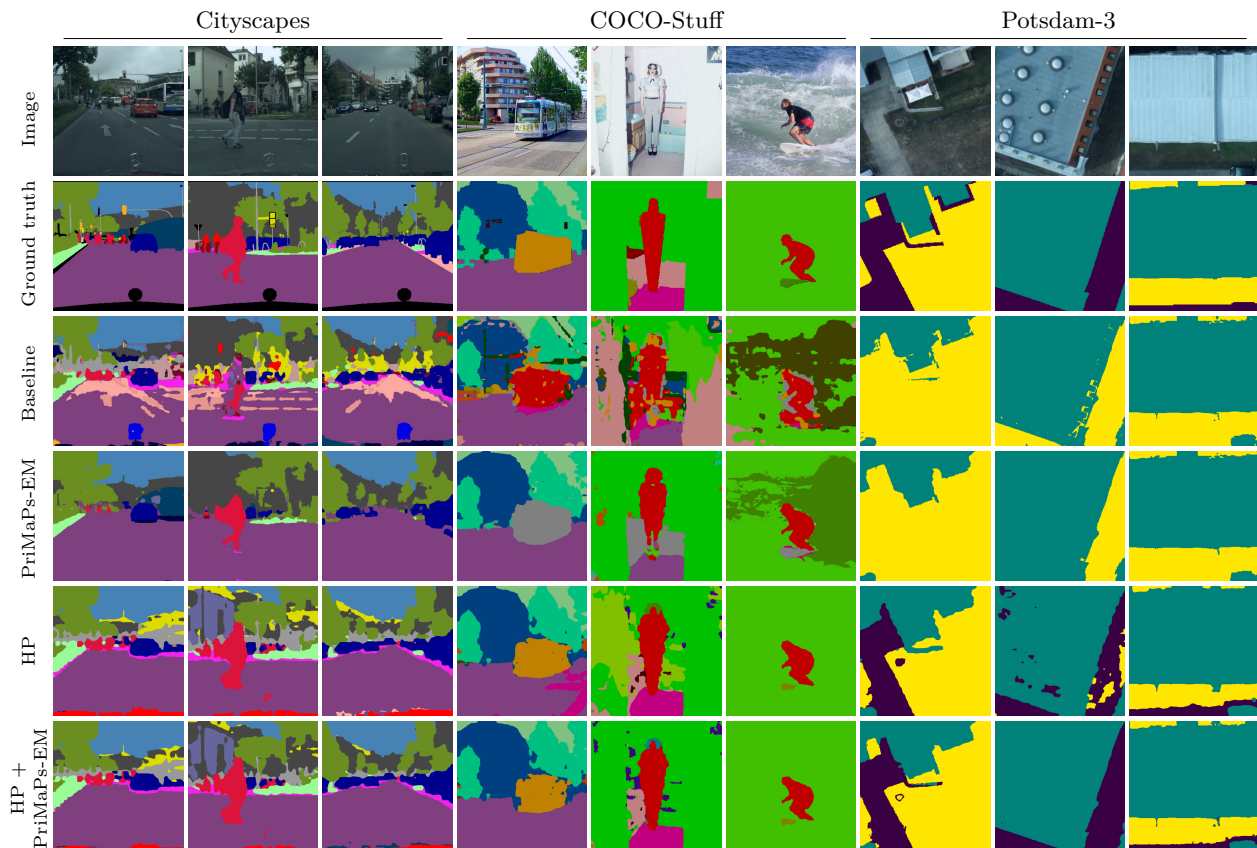 Cityscapes
COCO-Stuff
Potsdam-3
Image
Ground truth
Baseline
PriMaPs-EM
HP
HP +
PriMaPs-EM